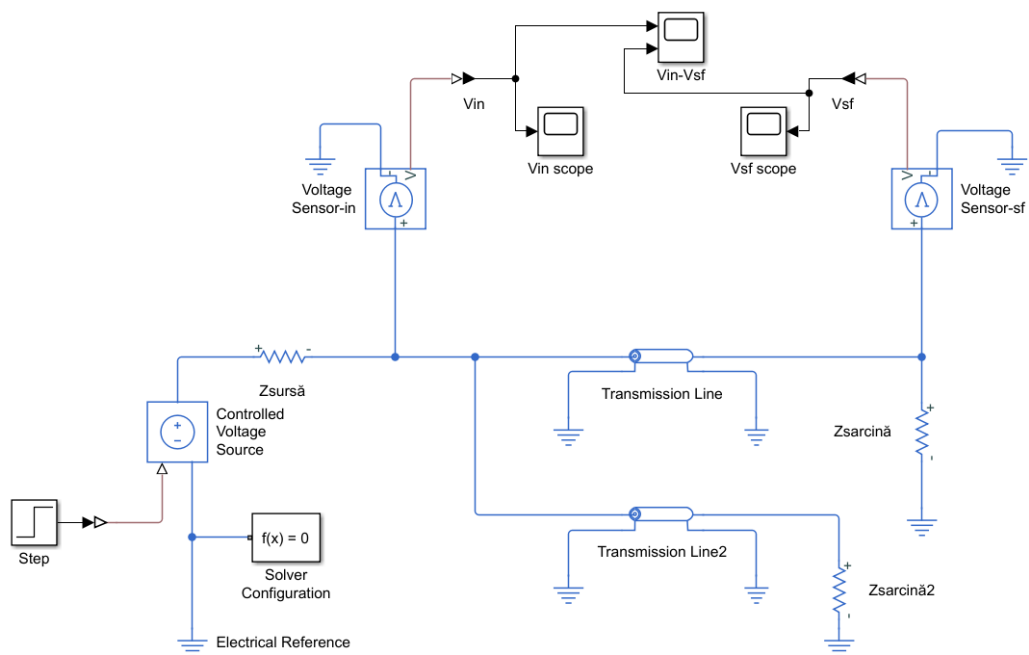 Vin-Vsf
Vin
Vsf
Vin scope
Vsf scope
Voltage
Sensor-in
V
-
+
V
-
+
Voltage
Sensor-sf
+
-
Zsursă
Transmission Line
+
Zsarcină
-
Controlled
Voltage
Source
+
-
Step
f(x) = 0
Solver
Configuration
Transmission Line2
+
Zsarcină2
-
Electrical Reference